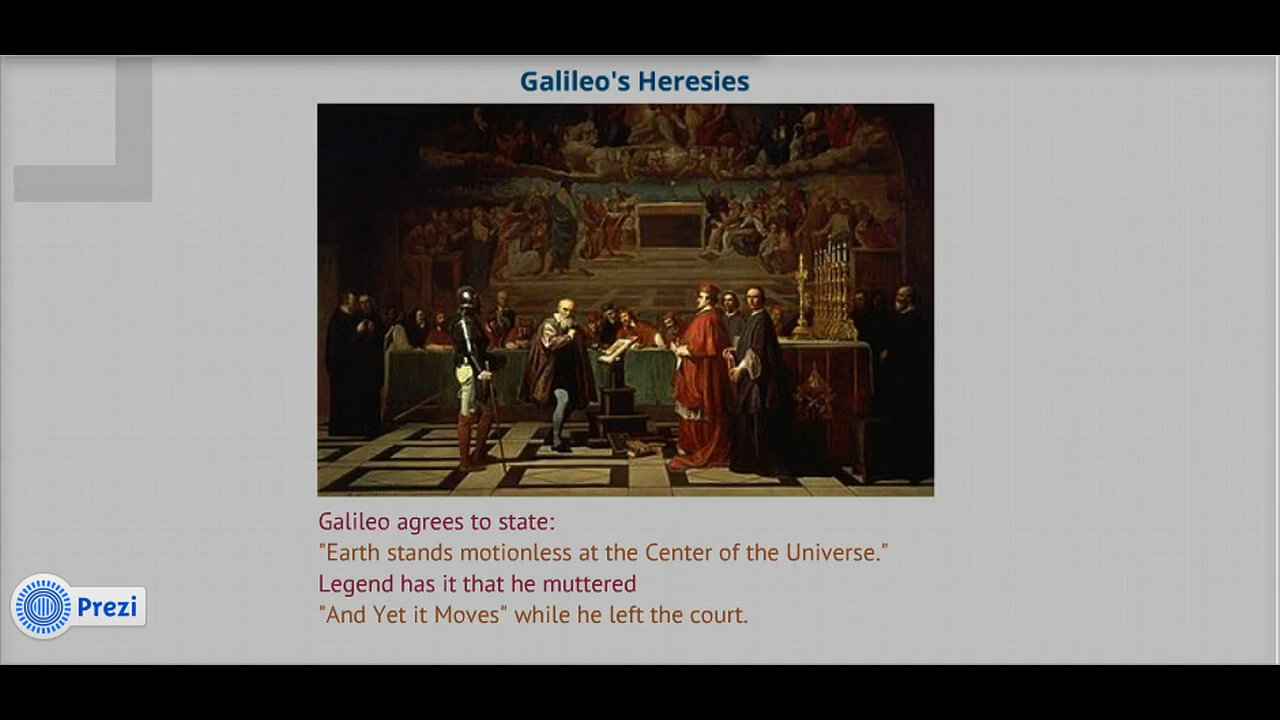 Galileo's Heresies
Galileo agrees to state:
"Earth stands motionless at the Center of the Universe."
Legend has it that he muttered
"And Yet it Moves" while he left the court.
Prezi